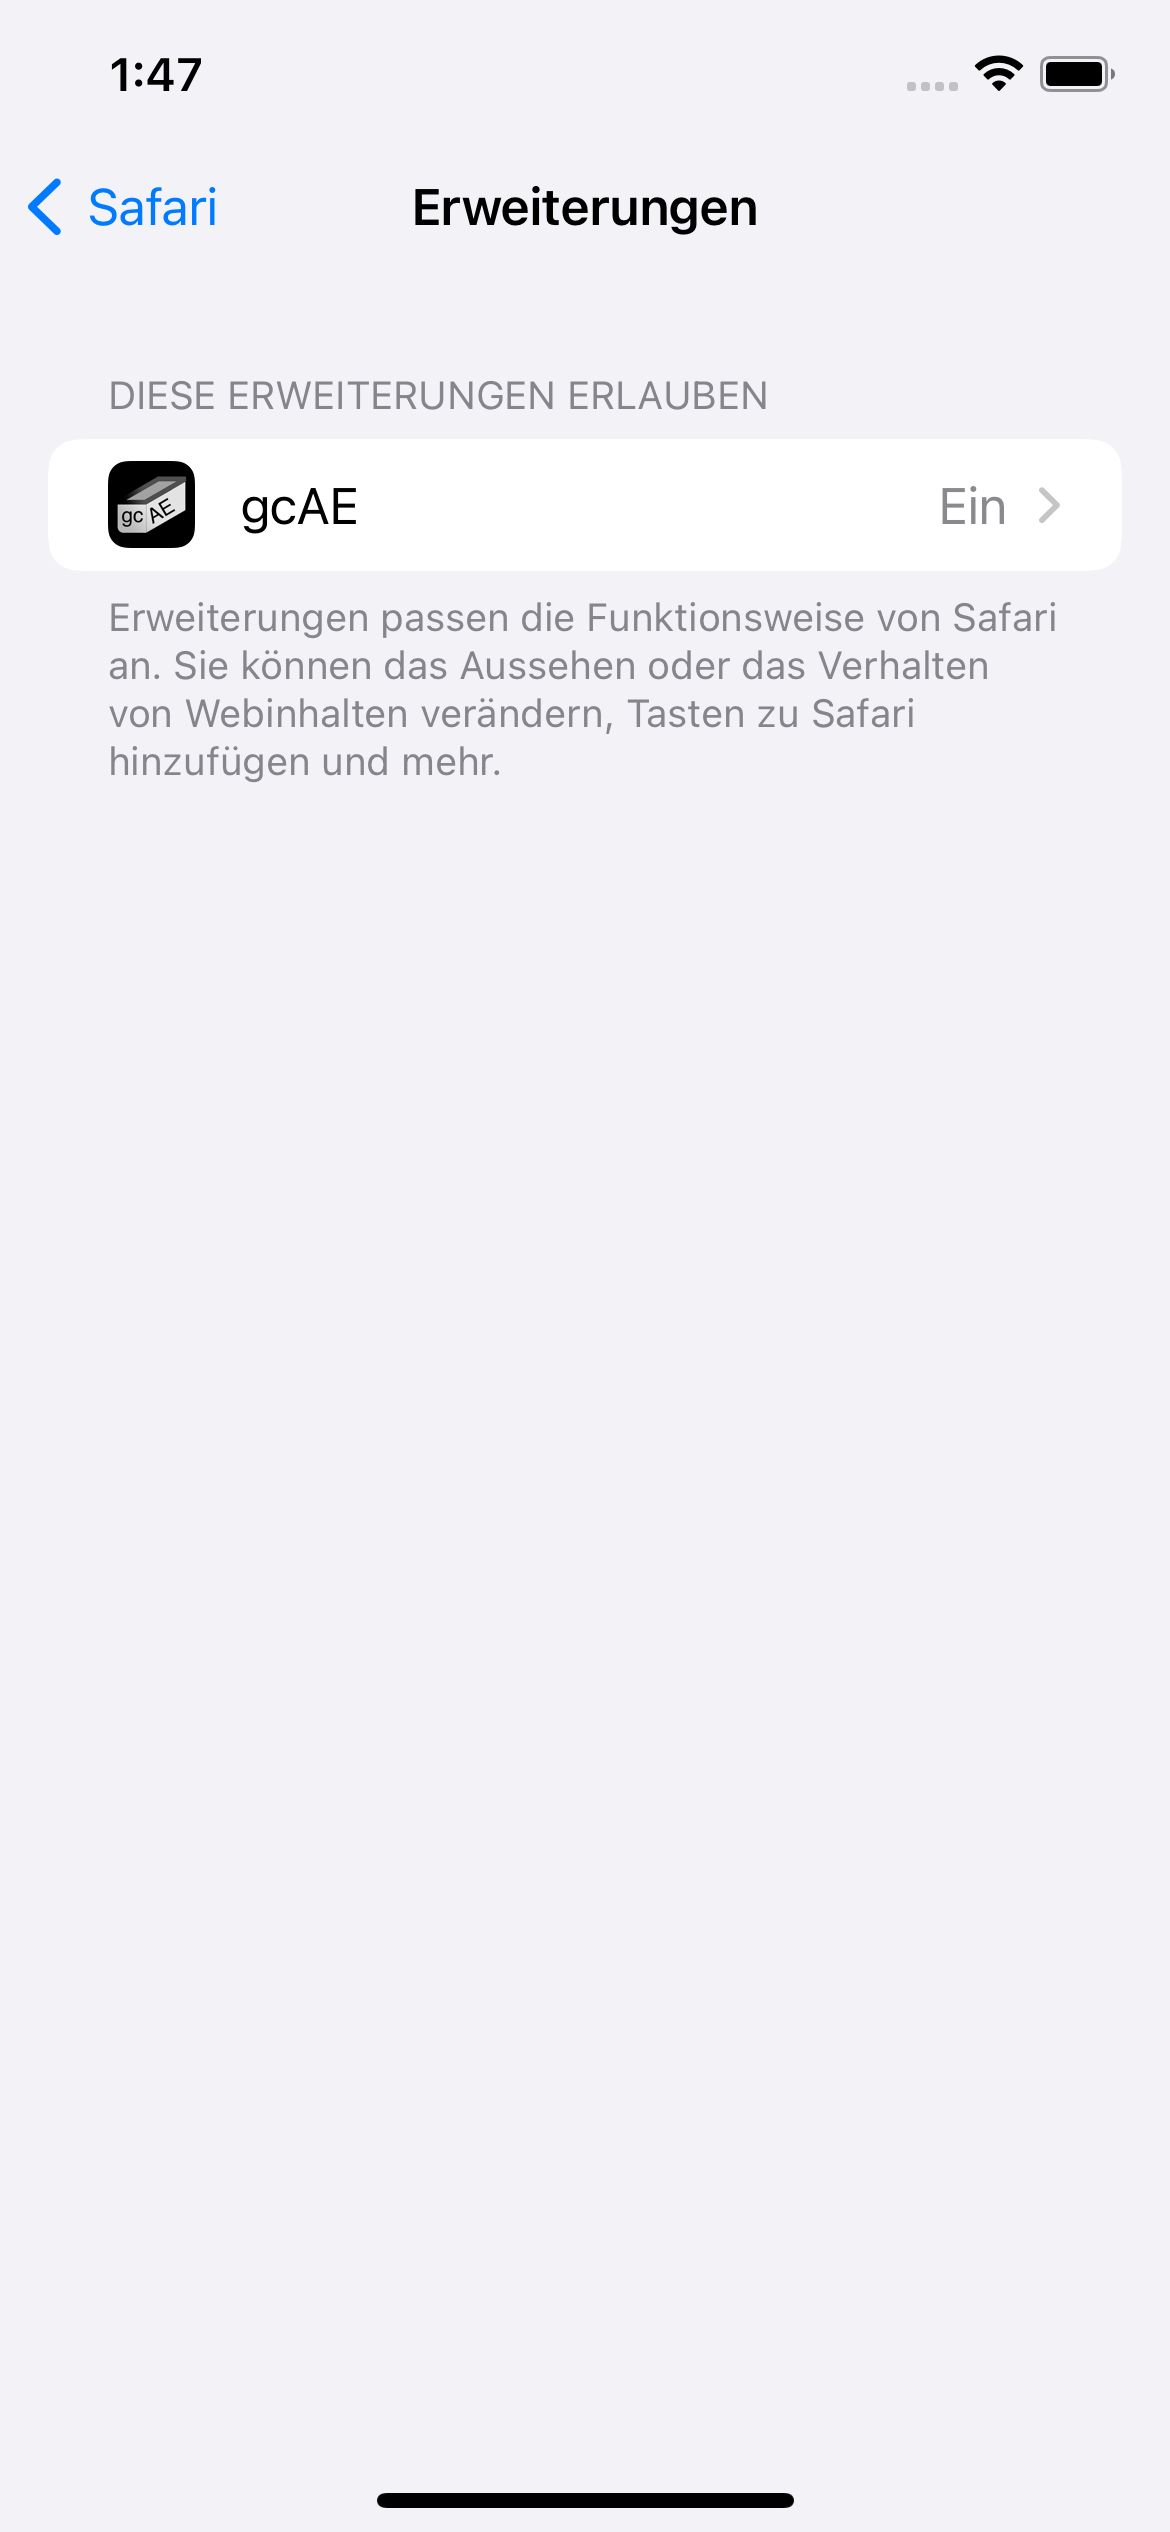 1:47
Safari
Erweiterungen
DIESE ERWEITERUNGEN ERLAUBEN
gc AE
gcAE
Ein
Erweiterungen passen die Funktionsweise von Safari
an. Sie können das Aussehen oder das Verhalten
von Webinhalten verändern, Tasten zu Safari
hinzufügen und mehr.